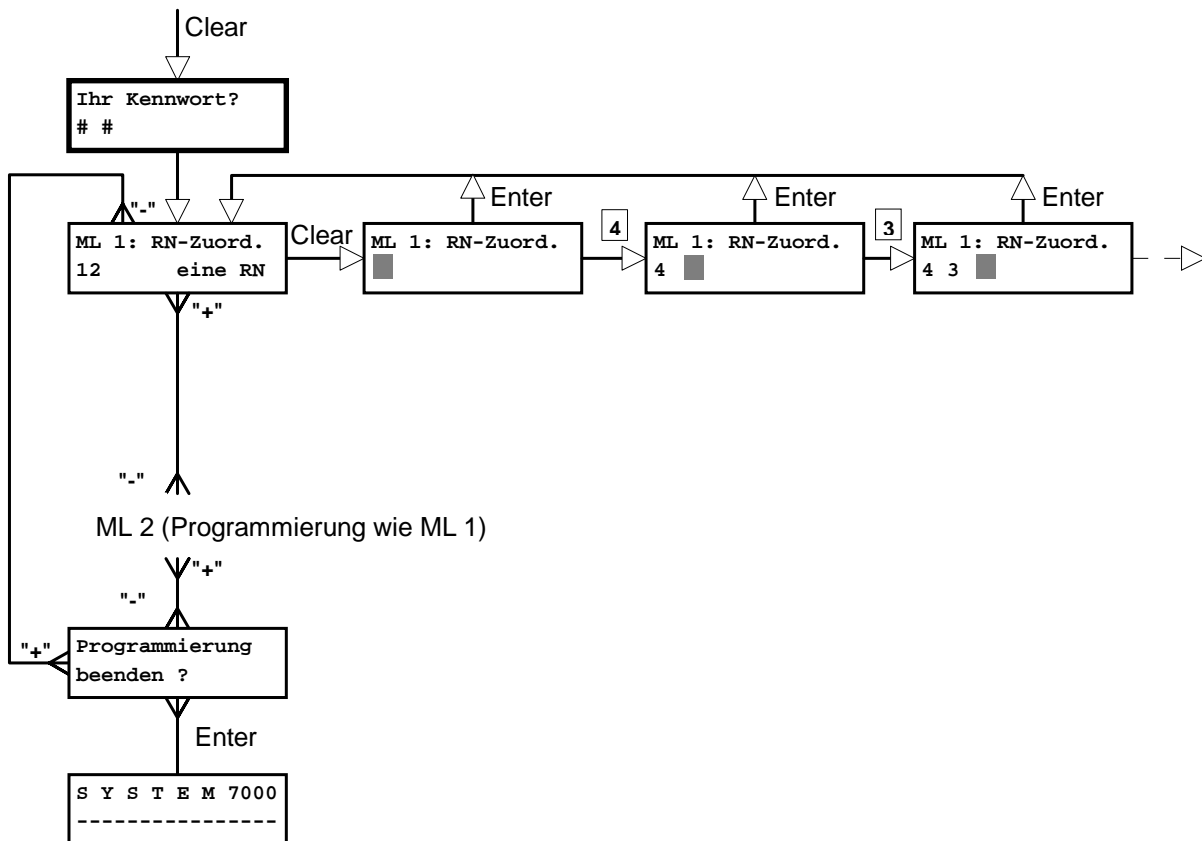 Clear
Ihr Kennwort?
# #
"-"
Enter
Enter
Enter
ML 1: RN-Zuord.
12 eine RN
Clear
ML 1: RN-Zuord.
4
ML 1: RN-Zuord.
4
3
ML 1: RN-Zuord.
4 3
"+"
"-"
ML 2 (Programmierung wie ML 1)
"+"
"-"
"+"
Programmierung
beenden ?
Enter
S Y S T E M 7000
----------------